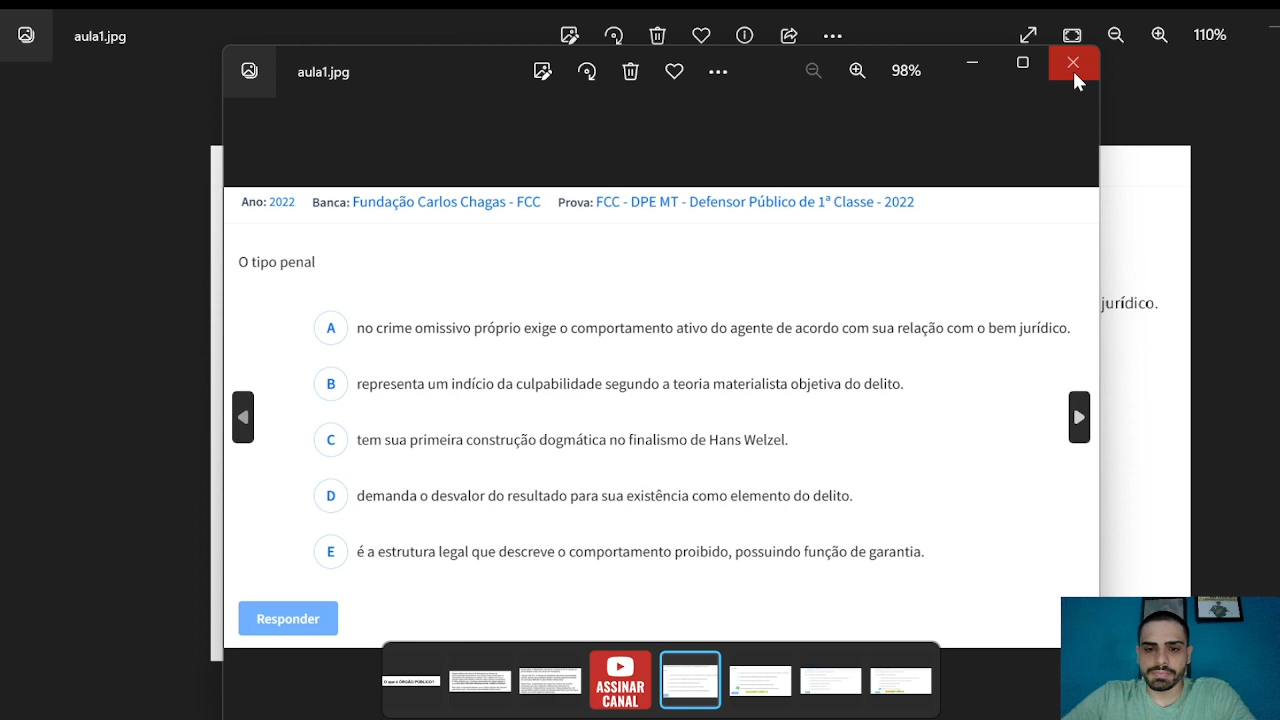 aula1.jpg
110%
aula1.jpg
98%
Ano: 2022 Banca: Fundação Carlos Chagas - FCC Prova: FCC - DPE MT - Defensor Público de 1ª Classe - 2022
O tipo penal
jurídico.
A no crime omissivo próprio exige o comportamento ativo do agente de acordo com sua relação com o bem jurídico.
B representa um indício da culpabilidade segundo a teoria materialista objetiva do delito.
C tem sua primeira construção dogmática no finalismo de Hans Welzel.
D demanda o desvalor do resultado para sua existência como elemento do delito.
E é a estrutura legal que descreve o comportamento proibido, possuindo função de garantia.
Responder
O que é ÓRGÃO PÚBLICO?
ASSINAR
CANAL